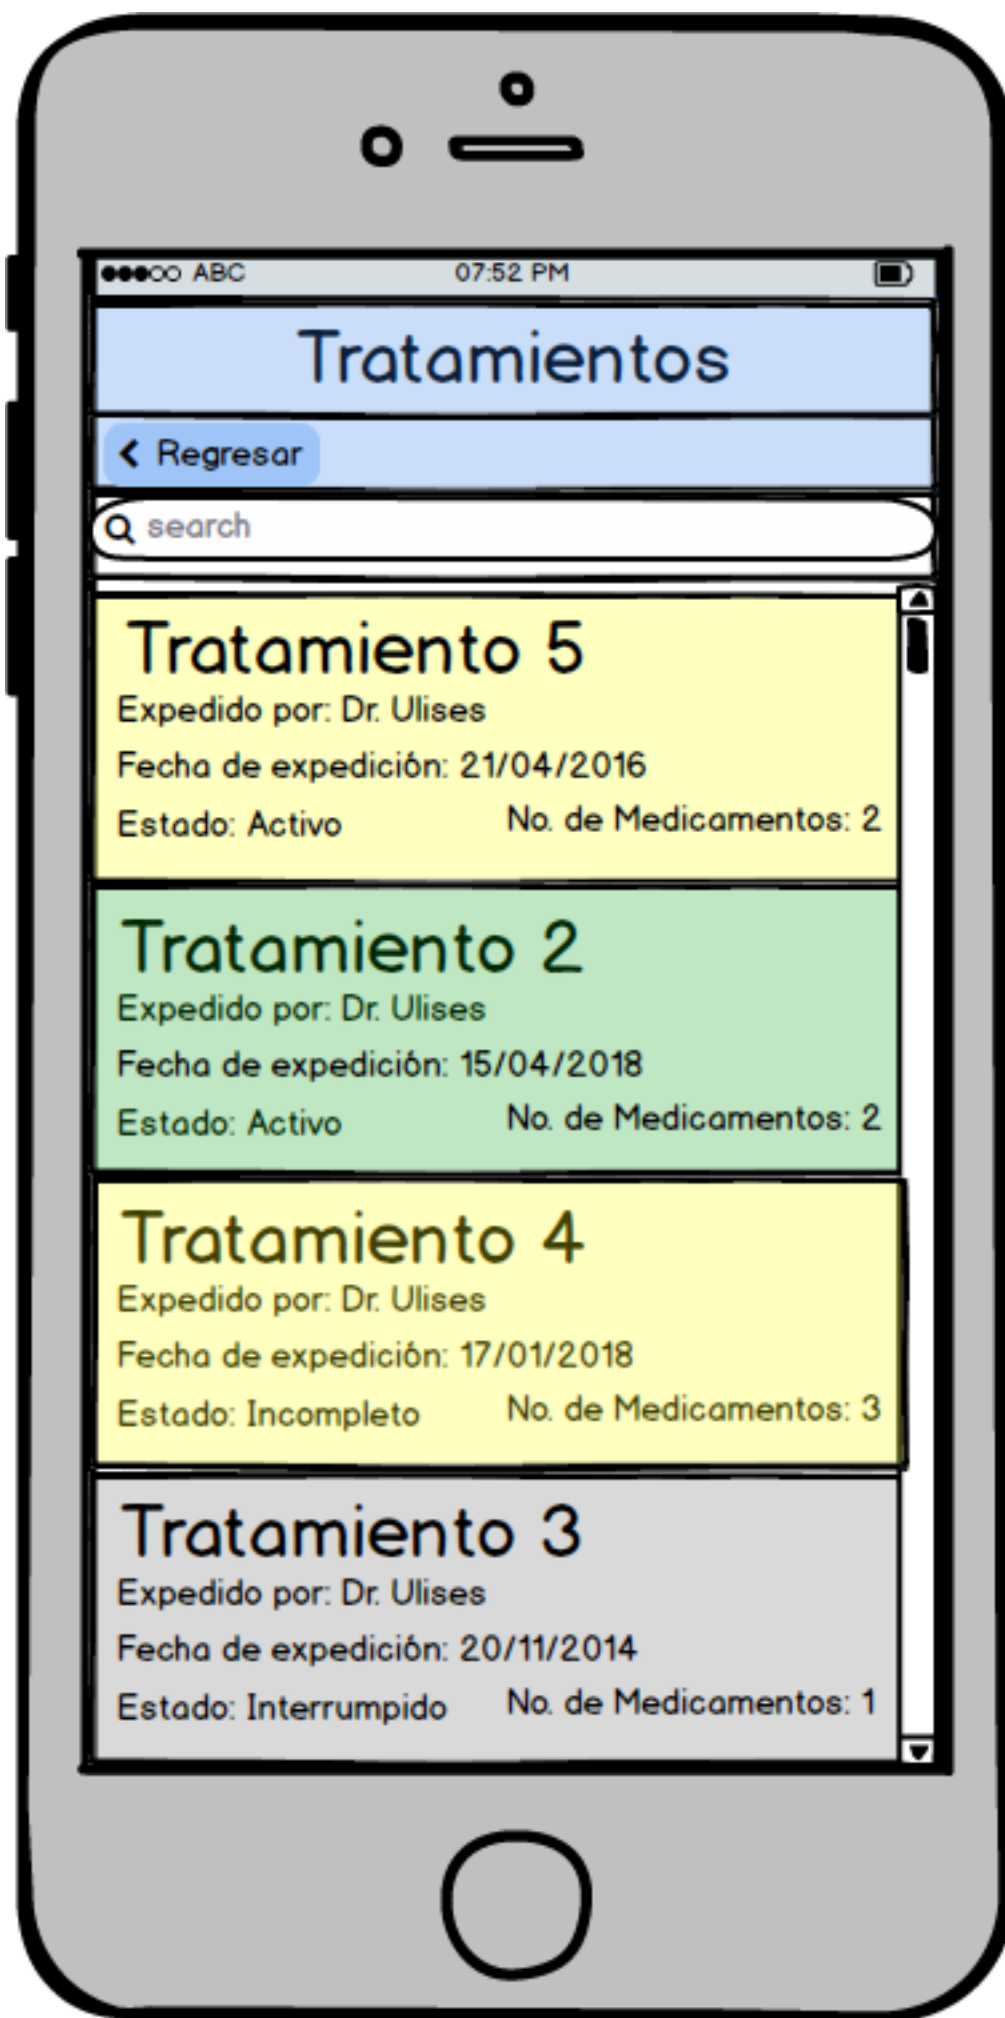 ABC 07:52 PM
Tratamientos
Regresar
search
Tratamiento 5
Expedido por: Dr. Ulises
Fecha de expedición: 21/04/2016
Estado: Activo No. de Medicamentos: 2
Tratamiento 2
Expedido por: Dr. Ulises
Fecha de expedición: 15/04/2018
Estado: Activo No. de Medicamentos: 2
Tratamiento 4
Expedido por: Dr. Ulises
Fecha de expedición: 17/01/2018
Estado: Incompleto No. de Medicamentos: 3
Tratamiento 3
Expedido por: Dr. Ulises
Fecha de expedición: 20/11/2014
Estado: Interrumpido No. de Medicamentos: 1